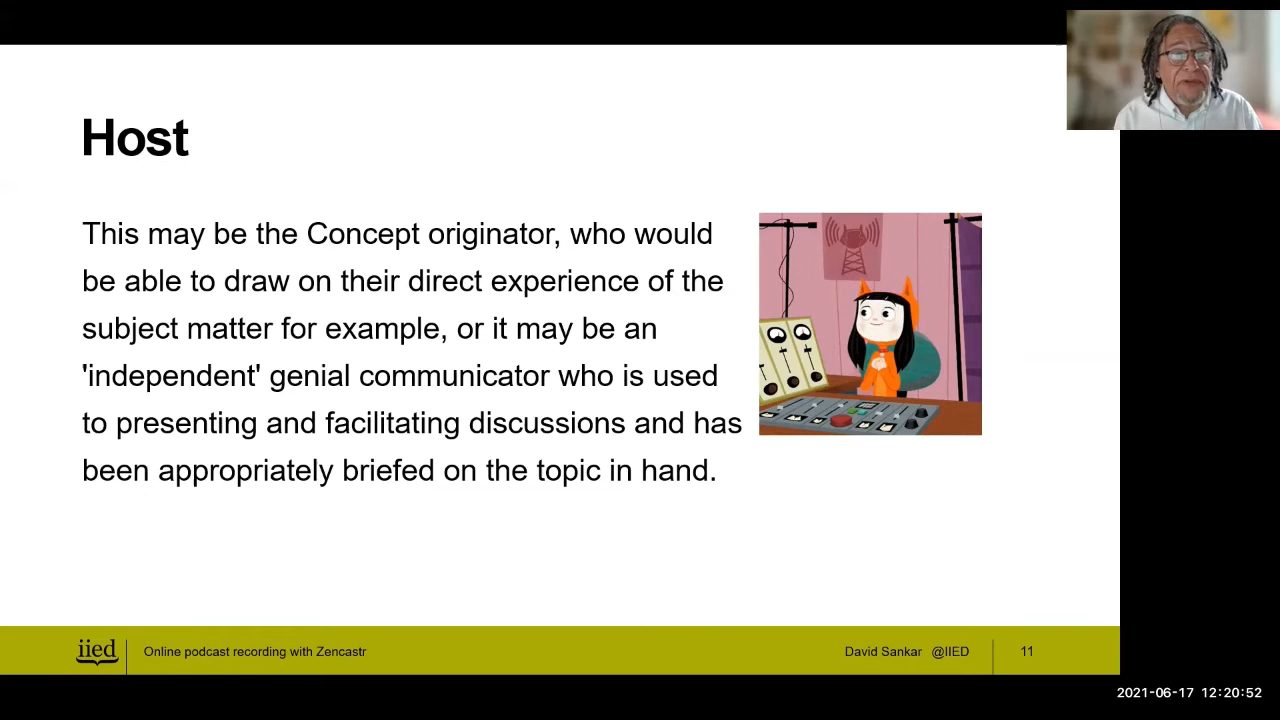 Host
This may be the Concept originator, who would
be able to draw on their direct experience of the
subject matter for example, or it may be an
'independent' genial communicator who is used
to presenting and facilitating discussions and has
been appropriately briefed on the topic in hand.
iied
Online podcast recording with Zencastr
David Sankar @IIED
11
2021-06-17 12:20:52